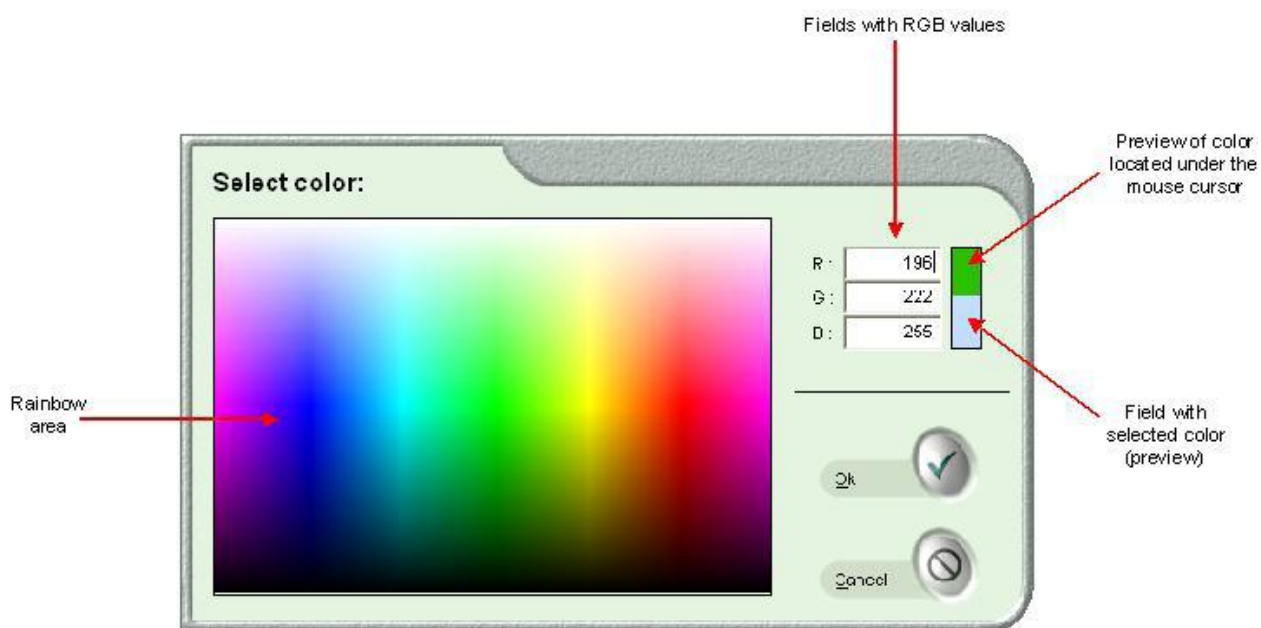 Fields with RGB values
Preview of color
located under the
mouse cursor
Select color:
R : 196
G : 222
D : 255
Rainbow
area
Field with
selected color
(preview)
Ok
Cancel